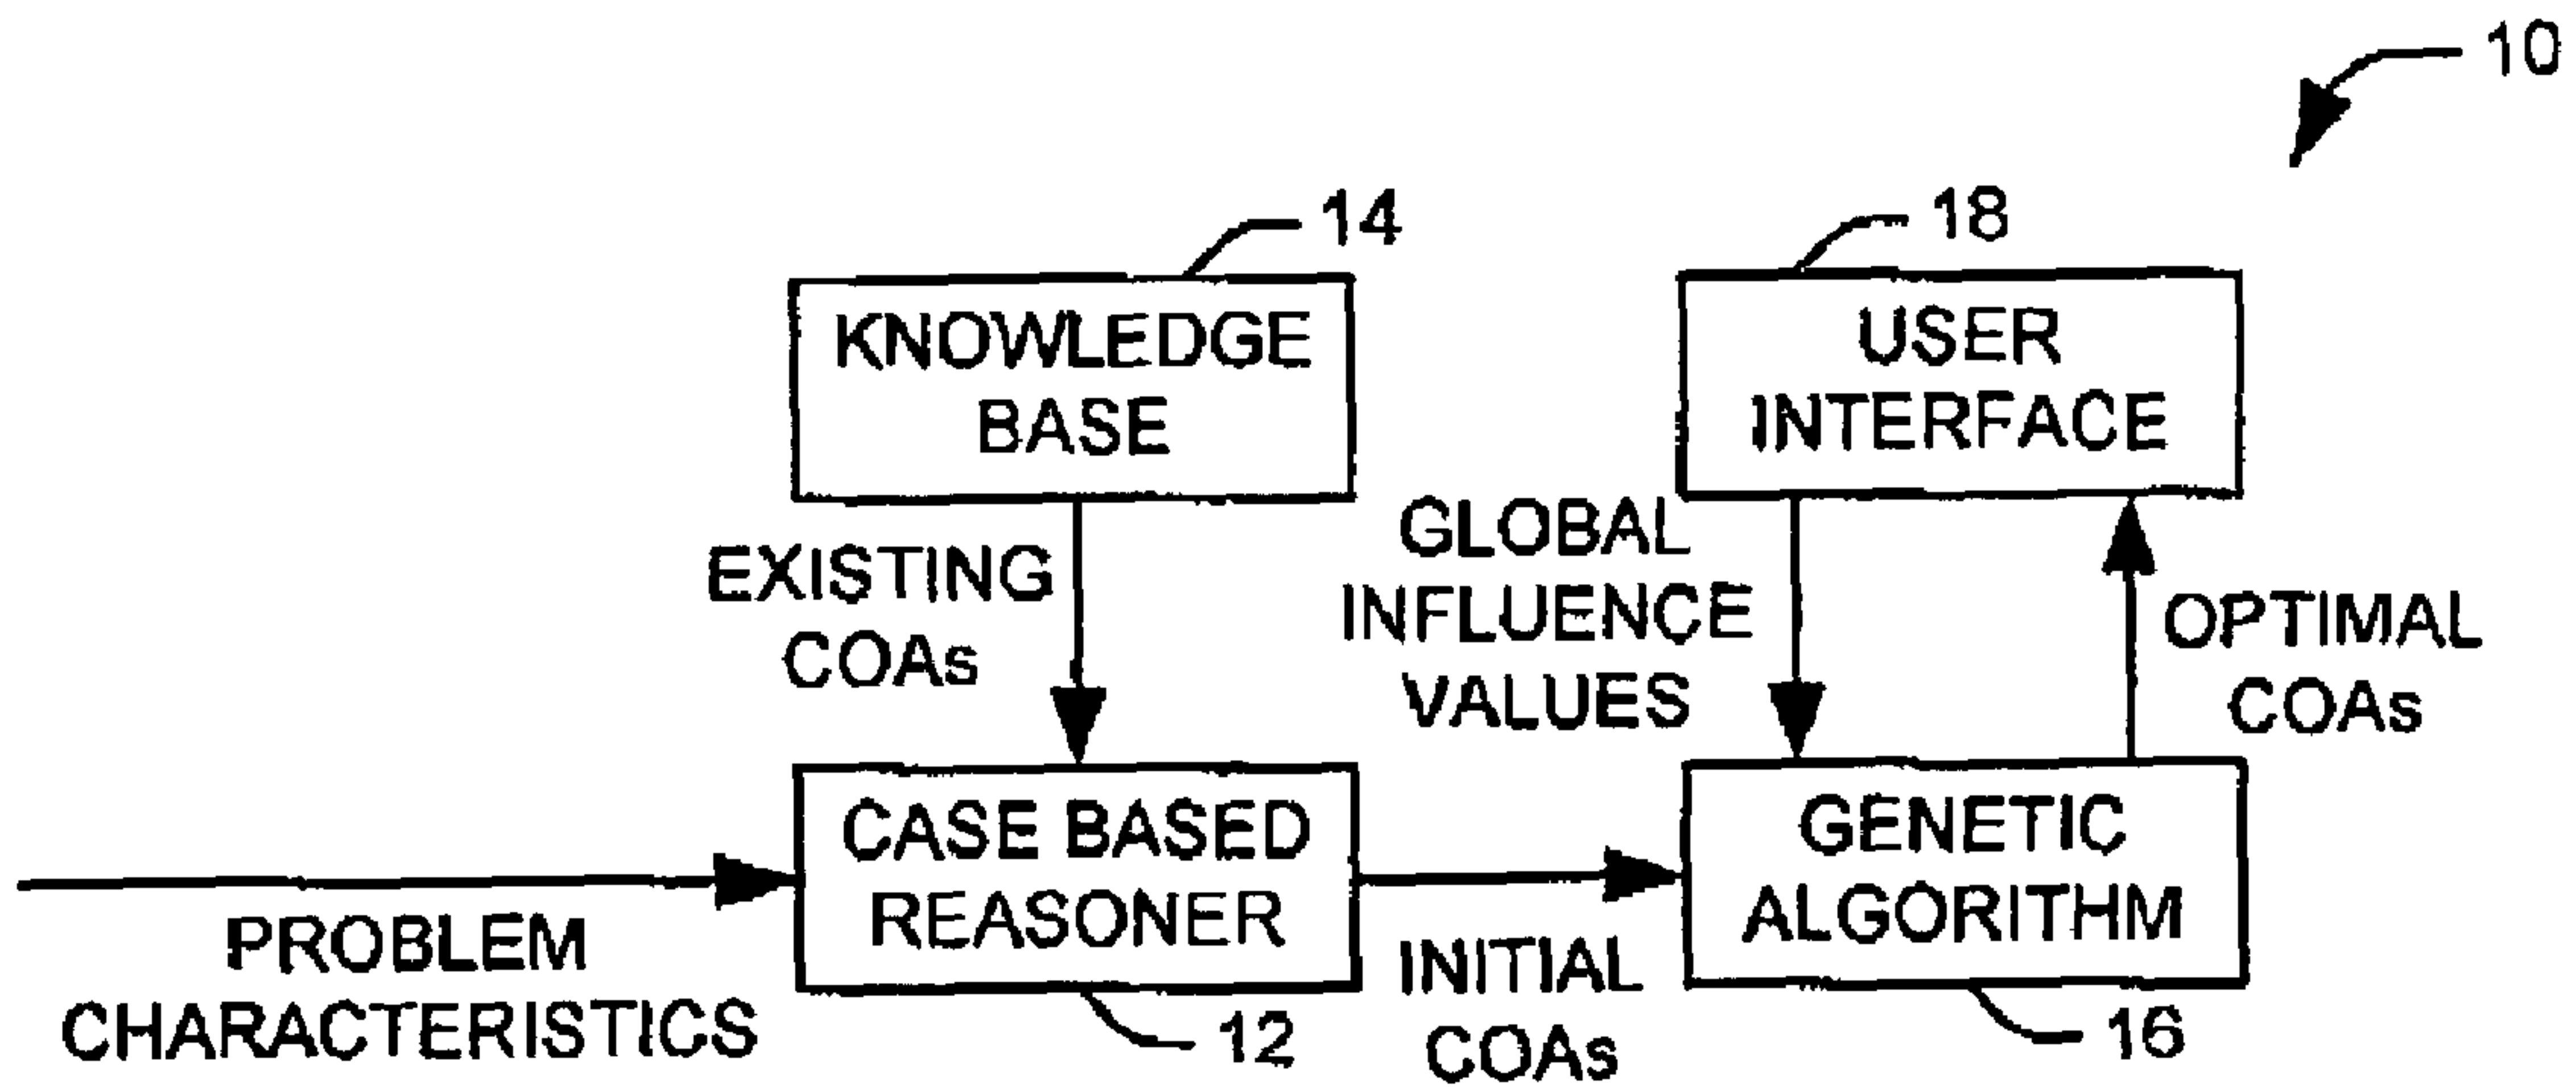 10
14
18
KNOWLEDGE
BASE
USER
INTERFACE
EXISTING
COAs
GLOBAL
INFLUENCE
VALUES
OPTIMAL
COAs
CASE BASED
REASONER
GENETIC
ALGORITHM
PROBLEM
CHARACTERISTICS
INITIAL
COAs
12
16